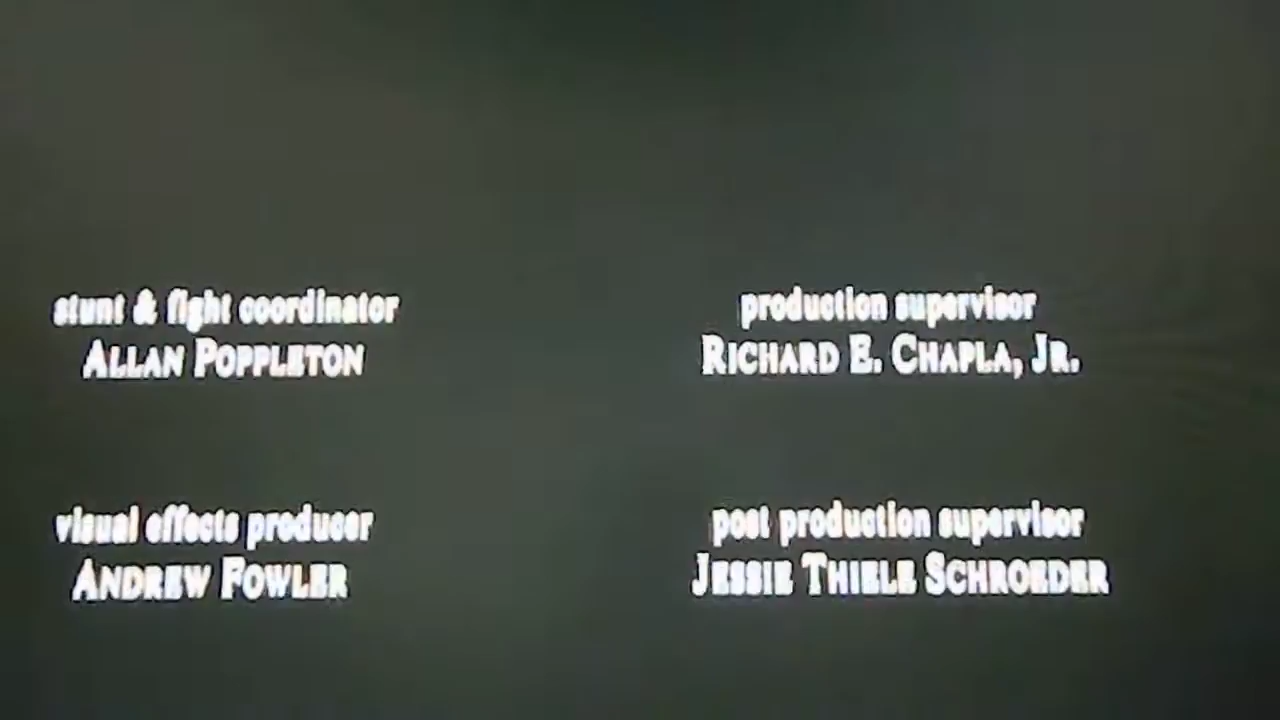 stunt & fight coordinator
ALLAN POPPLETON
production supervisor
RICHARD E. CHAPLA, JR.
visual effects producer
ANDREW FOWLER
post production supervisor
JESSIE THIELE SCHROEDER